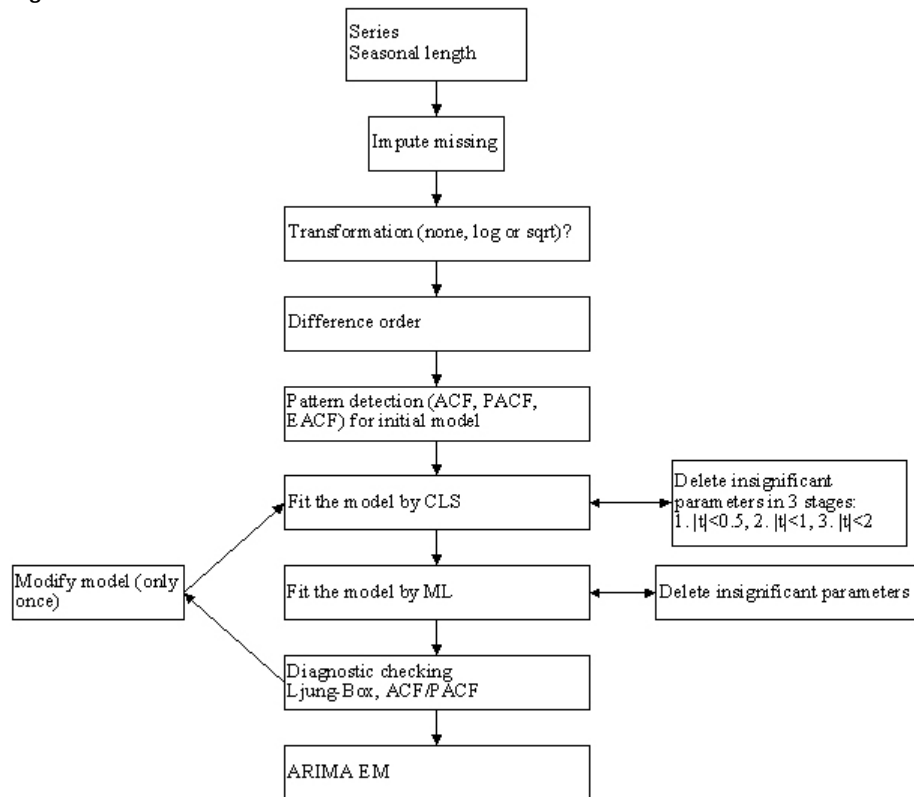 Series
Seasonal length
Impute missing
Transformation (none, log or sqrt)?
Difference order
Pattern detection (ACF, PACF,
EACF) for initial model
Fit the model by CLS
Delete insignificant
parameters in 3 stages:
1. |t|<0.5, 2. |t|<1, 3. |t|<2
Modify model (only
once)
Fit the model by ML
Delete insignificant parameters
Diagnostic checking
Ljung-Box, ACF/PACF
ARIMA EM